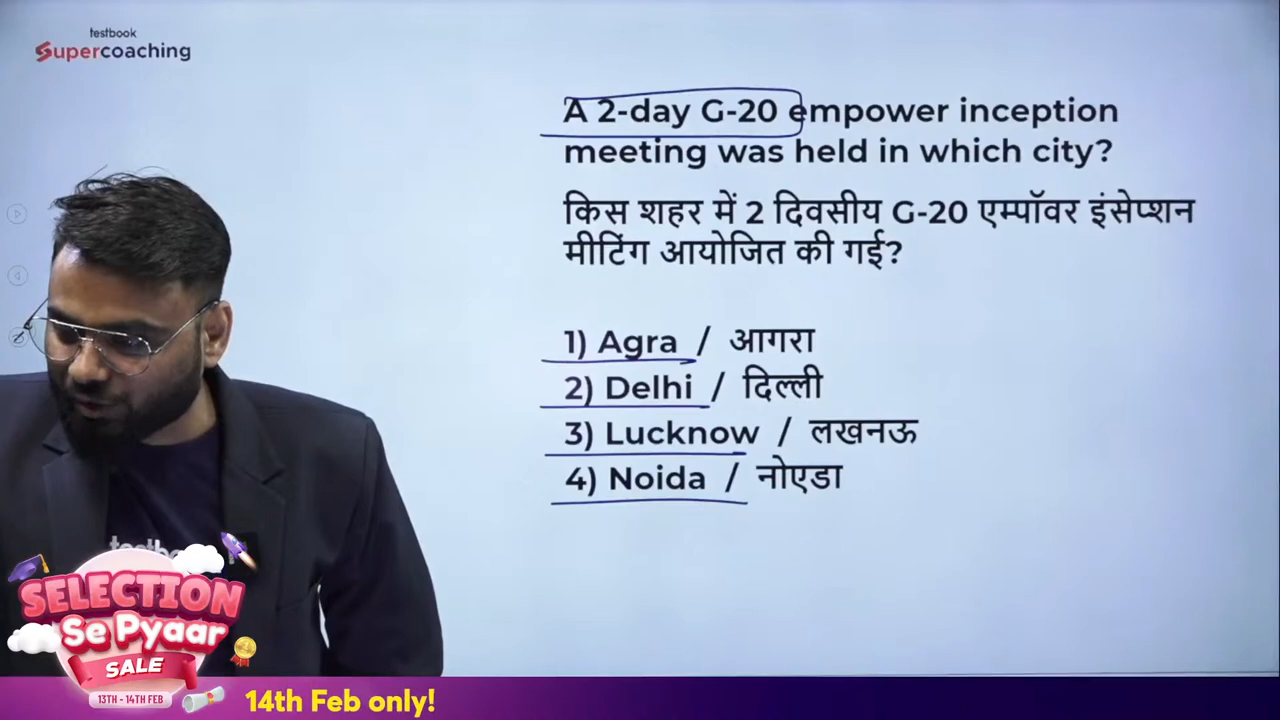 testbook
Supercoaching
A 2-day G-20 empower inception
meeting was held in which city?
किस शहर में 2 दिवसीय G-20 एम्पॉवर इंसेप्शन
मीटिंग आयोजित की गई?
1) Agra / आगरा
2) Delhi / दिल्ली
3) Lucknow / लखनऊ
4) Noida / नोएडा
SELECTION
Se Pyaar
SALE
13TH - 14TH FEB
14th Feb only!